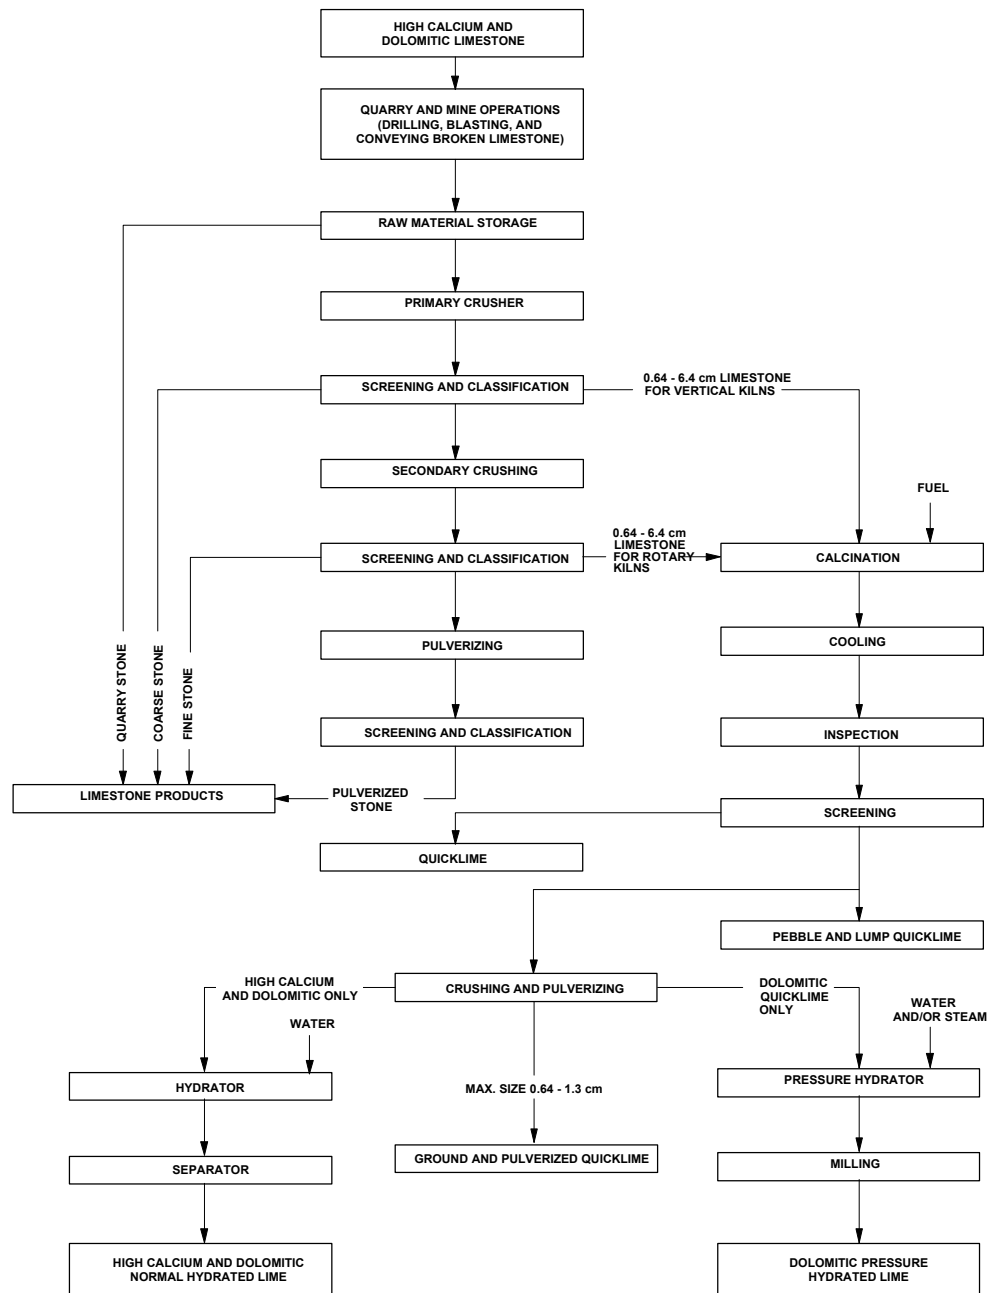 HIGH CALCIUM AND
DOLOMITIC LIMESTONE
QUARRY AND MINE OPERATIONS
(DRILLING, BLASTING, AND
CONVEYING BROKEN LIMESTONE)
RAW MATERIAL STORAGE
PRIMARY CRUSHER
SCREENING AND CLASSIFICATION
0.64 - 6.4 cm LIMESTONE
FOR VERTICAL KILNS
SECONDARY CRUSHING
FUEL
SCREENING AND CLASSIFICATION
0.64 - 6.4 cm
LIMESTONE
FOR ROTARY
KILNS
CALCINATION
PULVERIZING
COOLING
QUARRY STONE
COARSE STONE
FINE STONE
SCREENING AND CLASSIFICATION
INSPECTION
LIMESTONE PRODUCTS
PULVERIZED
STONE
SCREENING
QUICKLIME
PEBBLE AND LUMP QUICKLIME
HIGH CALCIUM
AND DOLOMITIC ONLY
CRUSHING AND PULVERIZING
DOLOMITIC
QUICKLIME
ONLY
WATER
WATER
AND/OR STEAM
HYDRATOR
MAX. SIZE 0.64 - 1.3 cm
PRESSURE HYDRATOR
SEPARATOR
GROUND AND PULVERIZED QUICKLIME
MILLING
HIGH CALCIUM AND DOLOMITIC
NORMAL HYDRATED LIME
DOLOMITIC PRESSURE
HYDRATED LIME